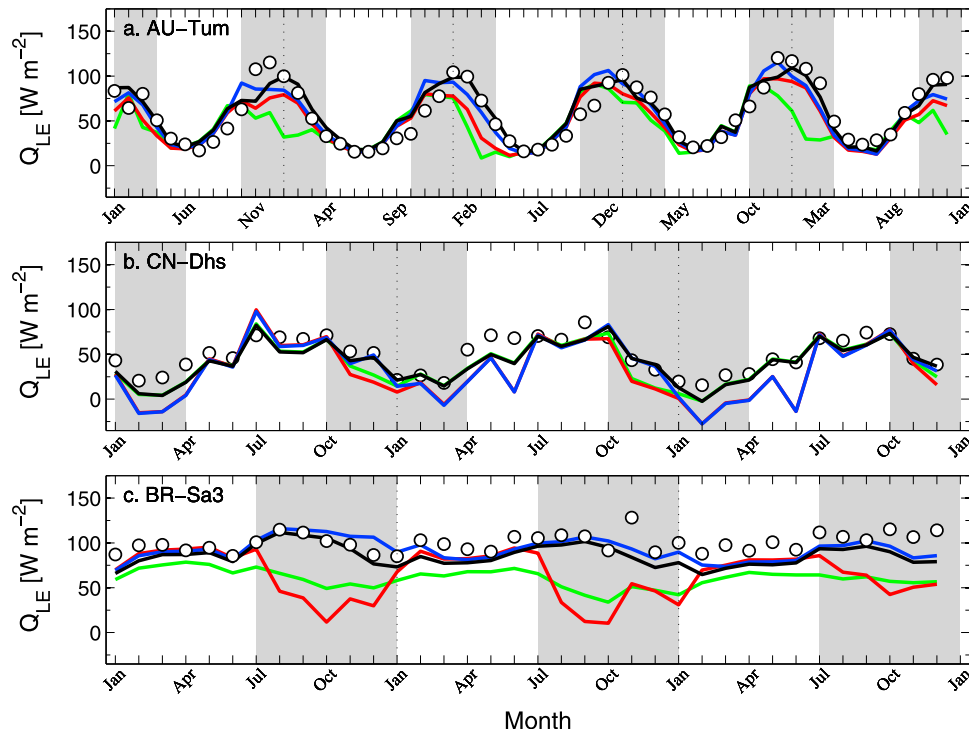 a. AU-Tum
Q_LE [W m⁻²]
150
100
50
0
Jan Jun Nov Apr Sep Feb Jul Dec May Oct Mar Aug Jan
b. CN-Dhs
Q_LE [W m⁻²]
150
100
50
0
Jan Apr Jul Oct Jan Apr Jul Oct Jan Apr Jul Oct Jan
c. BR-Sa3
Q_LE [W m⁻²]
150
100
50
0
Jan Apr Jul Oct Jan Apr Jul Oct Jan Apr Jul Oct Jan
Month